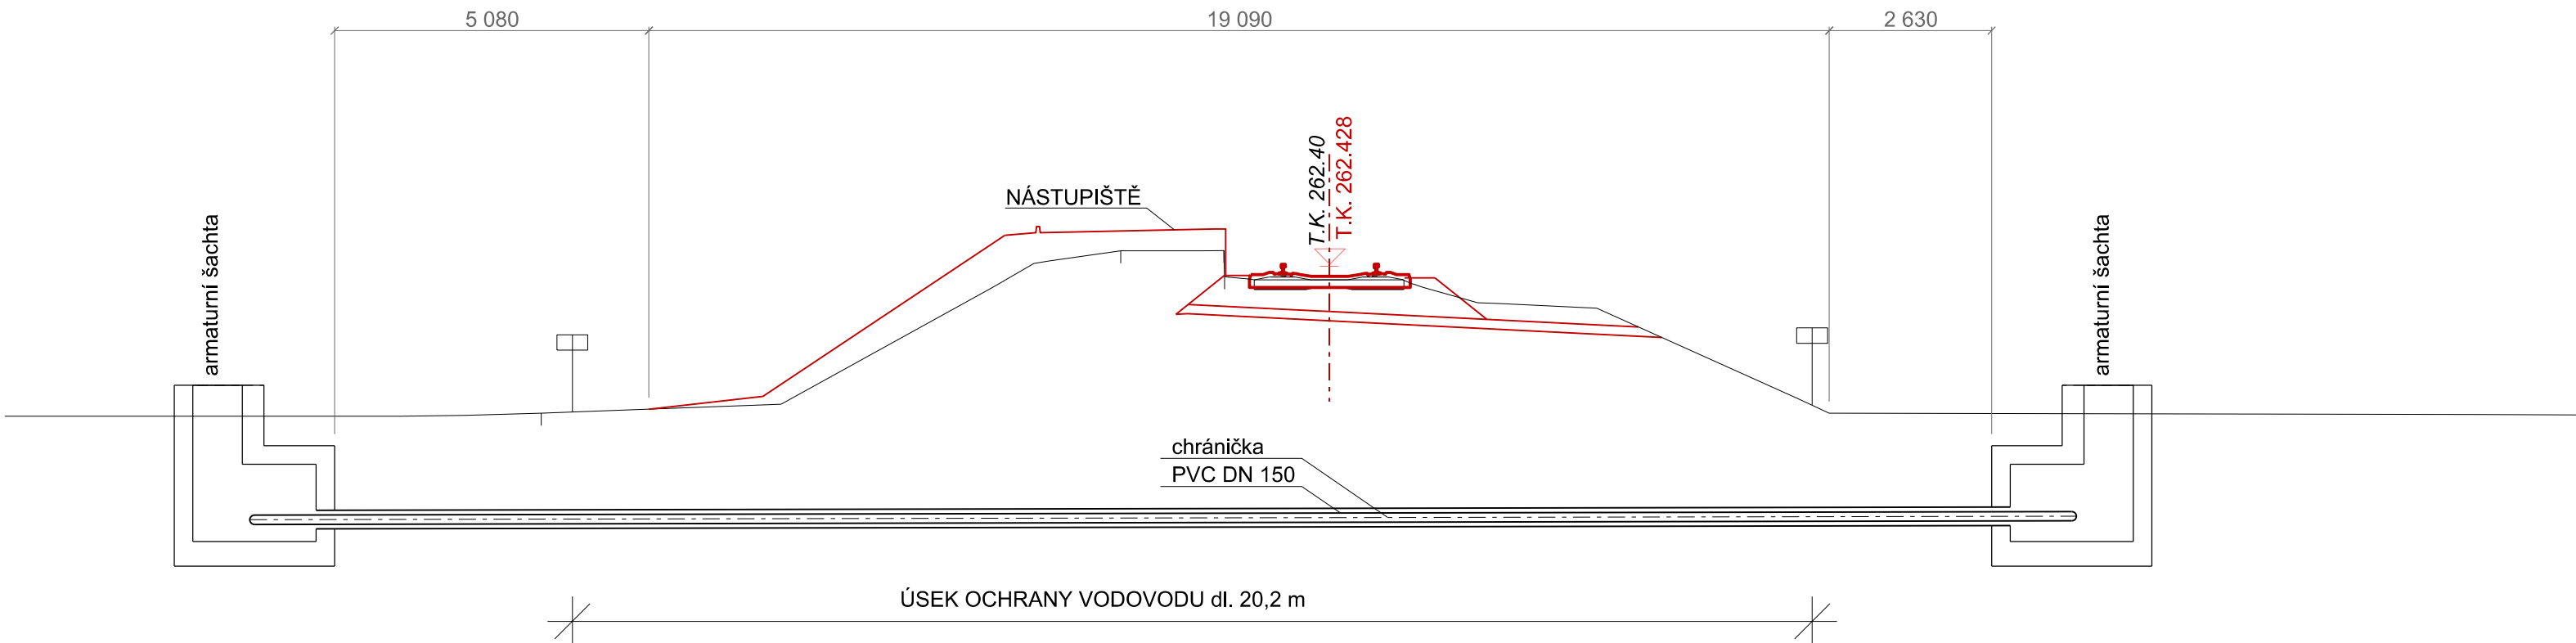 5 080
19 090
2 630
T.K. 262.40
T.K. 262.428
NÁSTUPIŠTĚ
armaturní šachta
armaturní šachta
chránička
PVC DN 150
ÚSEK OCHRANY VODOVODU dl. 20,2 m